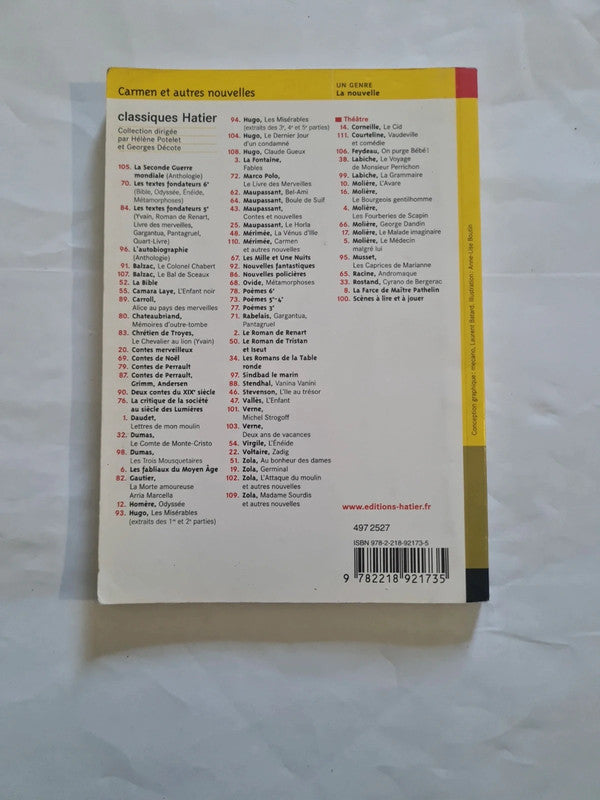 Carmen et autres nouvelles
UN GENRE
La nouvelle
classiques Hatier
Collection dirigée
par Hélène Potelet
et Georges Décote
105. La Seconde Guerre
mondiale (Anthologie)
70. Les textes fondateurs 6e
(Bible, Odyssée, Énéide,
Métamorphoses)
84. Les textes fondateurs 5e
(Yvain, Roman de Renart,
Livre des merveilles,
Gargantua, Pantagruel,
Quart-Livre)
96. L'autobiographie
(Anthologie)
91. Balzac, Le Colonel Chabert
107. Balzac, Le Bal de Sceaux
52. La Bible
55. Camara Laye, L'Enfant noir
89. Carroll,
Alice au pays des merveilles
80. Chateaubriand,
Mémoires d'outre-tombe
83. Chrétien de Troyes,
Le Chevalier au lion (Yvain)
20. Contes merveilleux
69. Contes de Noël
79. Contes de Perrault
87. Contes de Perrault,
Grimm, Andersen
90. Deux contes du XIXe siècle
76. La critique de la société
au siècle des Lumières
1. Daudet,
Lettres de mon moulin
32. Dumas,
Le Comte de Monte-Cristo
98. Dumas,
Les Trois Mousquetaires
6. Les fabliaux du Moyen Âge
82. Gautier,
La Morte amoureuse
Arria Marcella
12. Homère, Odyssée
93. Hugo, Les Misérables
(extraits des 1re et 2e parties)
94. Hugo, Les Misérables
(extraits des 3e, 4e et 5e parties)
104. Hugo, Le Dernier Jour
d'un condamné
108. Hugo, Claude Gueux
3. La Fontaine,
Fables
72. Marco Polo,
Le Livre des Merveilles
62. Maupassant, Bel-Ami
64. Maupassant, Boule de Suif
43. Maupassant,
Contes et nouvelles
25. Maupassant, Le Horla
48. Mérimée, La Vénus d'Ille
110. Mérimée, Carmen
et autres nouvelles
67. Les Mille et Une Nuits
92. Nouvelles fantastiques
86. Nouvelles policières
68. Ovide, Métamorphoses
78. Poèmes 6e
73. Poèmes 5e-4e
77. Poèmes 3e
71. Rabelais, Gargantua,
Pantagruel
2. Le Roman de Renart
50. Le Roman de Tristan
et Iseut
34. Les Romans de la Table
ronde
97. Sindbad le marin
88. Stendhal, Vanina Vanini
46. Stevenson, L'Ile au trésor
47. Vallès, L'Enfant
101. Verne,
Michel Strogoff
103. Verne,
Deux ans de vacances
54. Virgile, L'Énéide
22. Voltaire, Zadig
51. Zola, Au bonheur des dames
19. Zola, Germinal
102. Zola, L'Attaque du moulin
et autres nouvelles
109. Zola, Madame Sourdis
et autres nouvelles
Théâtre
14. Corneille, Le Cid
111. Courteline, Vaudeville
et comédie
106. Feydeau, On purge Bébé !
38. Labiche, Le Voyage
de Monsieur Perrichon
99. Labiche, La Grammaire
10. Molière, L'Avare
16. Molière,
Le Bourgeois gentilhomme
4. Molière,
Les Fourberies de Scapin
66. Molière, George Dandin
17. Molière, Le Malade imaginaire
5. Molière, Le Médecin
malgré lui
95. Musset,
Les Caprices de Marianne
65. Racine, Andromaque
33. Rostand, Cyrano de Bergerac
8. La Farce de Maître Pathelin
100. Scènes à lire et à jouer
www.editions-hatier.fr
49 7 2527
ISBN 978-2-218-92173-5
9 782218 921735
Conception graphique : mecano, Laurent Batard. Illustration : Anne-Lise Boutin